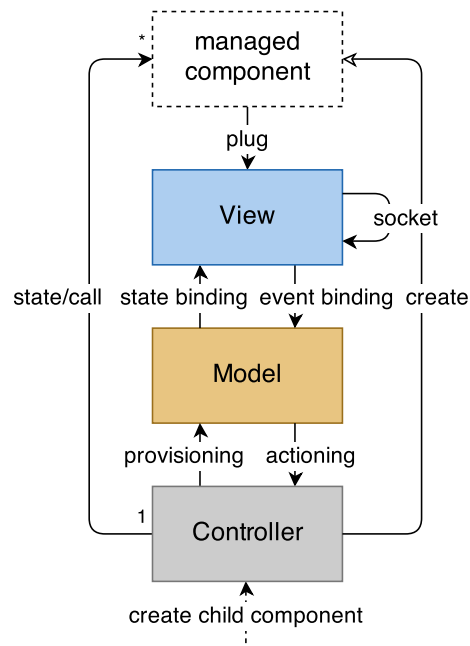 *
managed
component
plug
View
socket
state/call
state binding
event binding
create
Model
provisioning
actioning
1
Controller
create child component